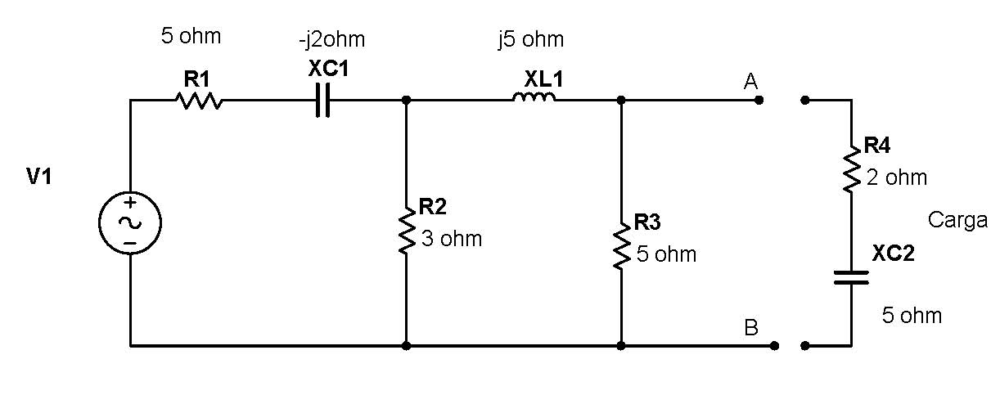 5 ohm
-j2ohm
j5 ohm
R1
XC1
XL1
A
R4
2 ohm
V1
+
−
R2
3 ohm
R3
5 ohm
Carga
XC2
5 ohm
B